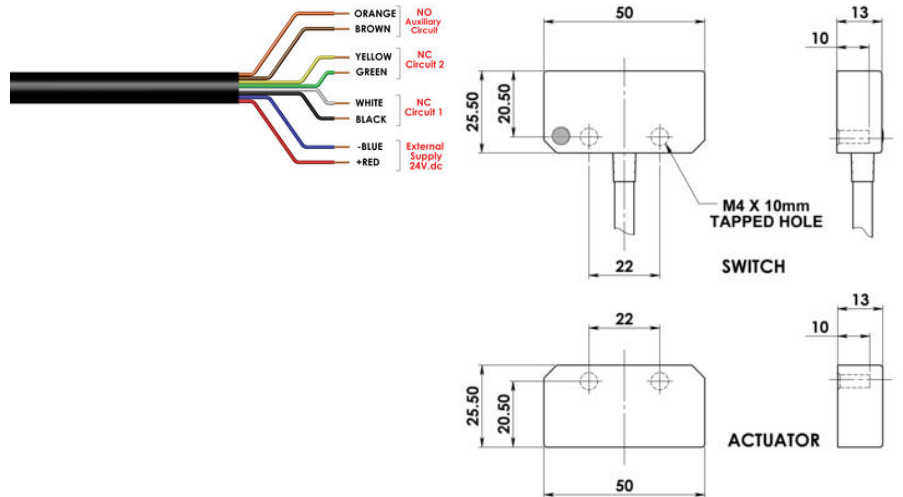 ORANGE
BROWN
NO
Auxiliary
Circuit
YELLOW
GREEN
NC
Circuit 2
WHITE
BLACK
NC
Circuit 1
-BLUE
+RED
External
Supply
24V.dc
50
13
10
25.50
20.50
M4 X 10mm
TAPPED HOLE
22
SWITCH
22
13
10
25.50
20.50
ACTUATOR
50